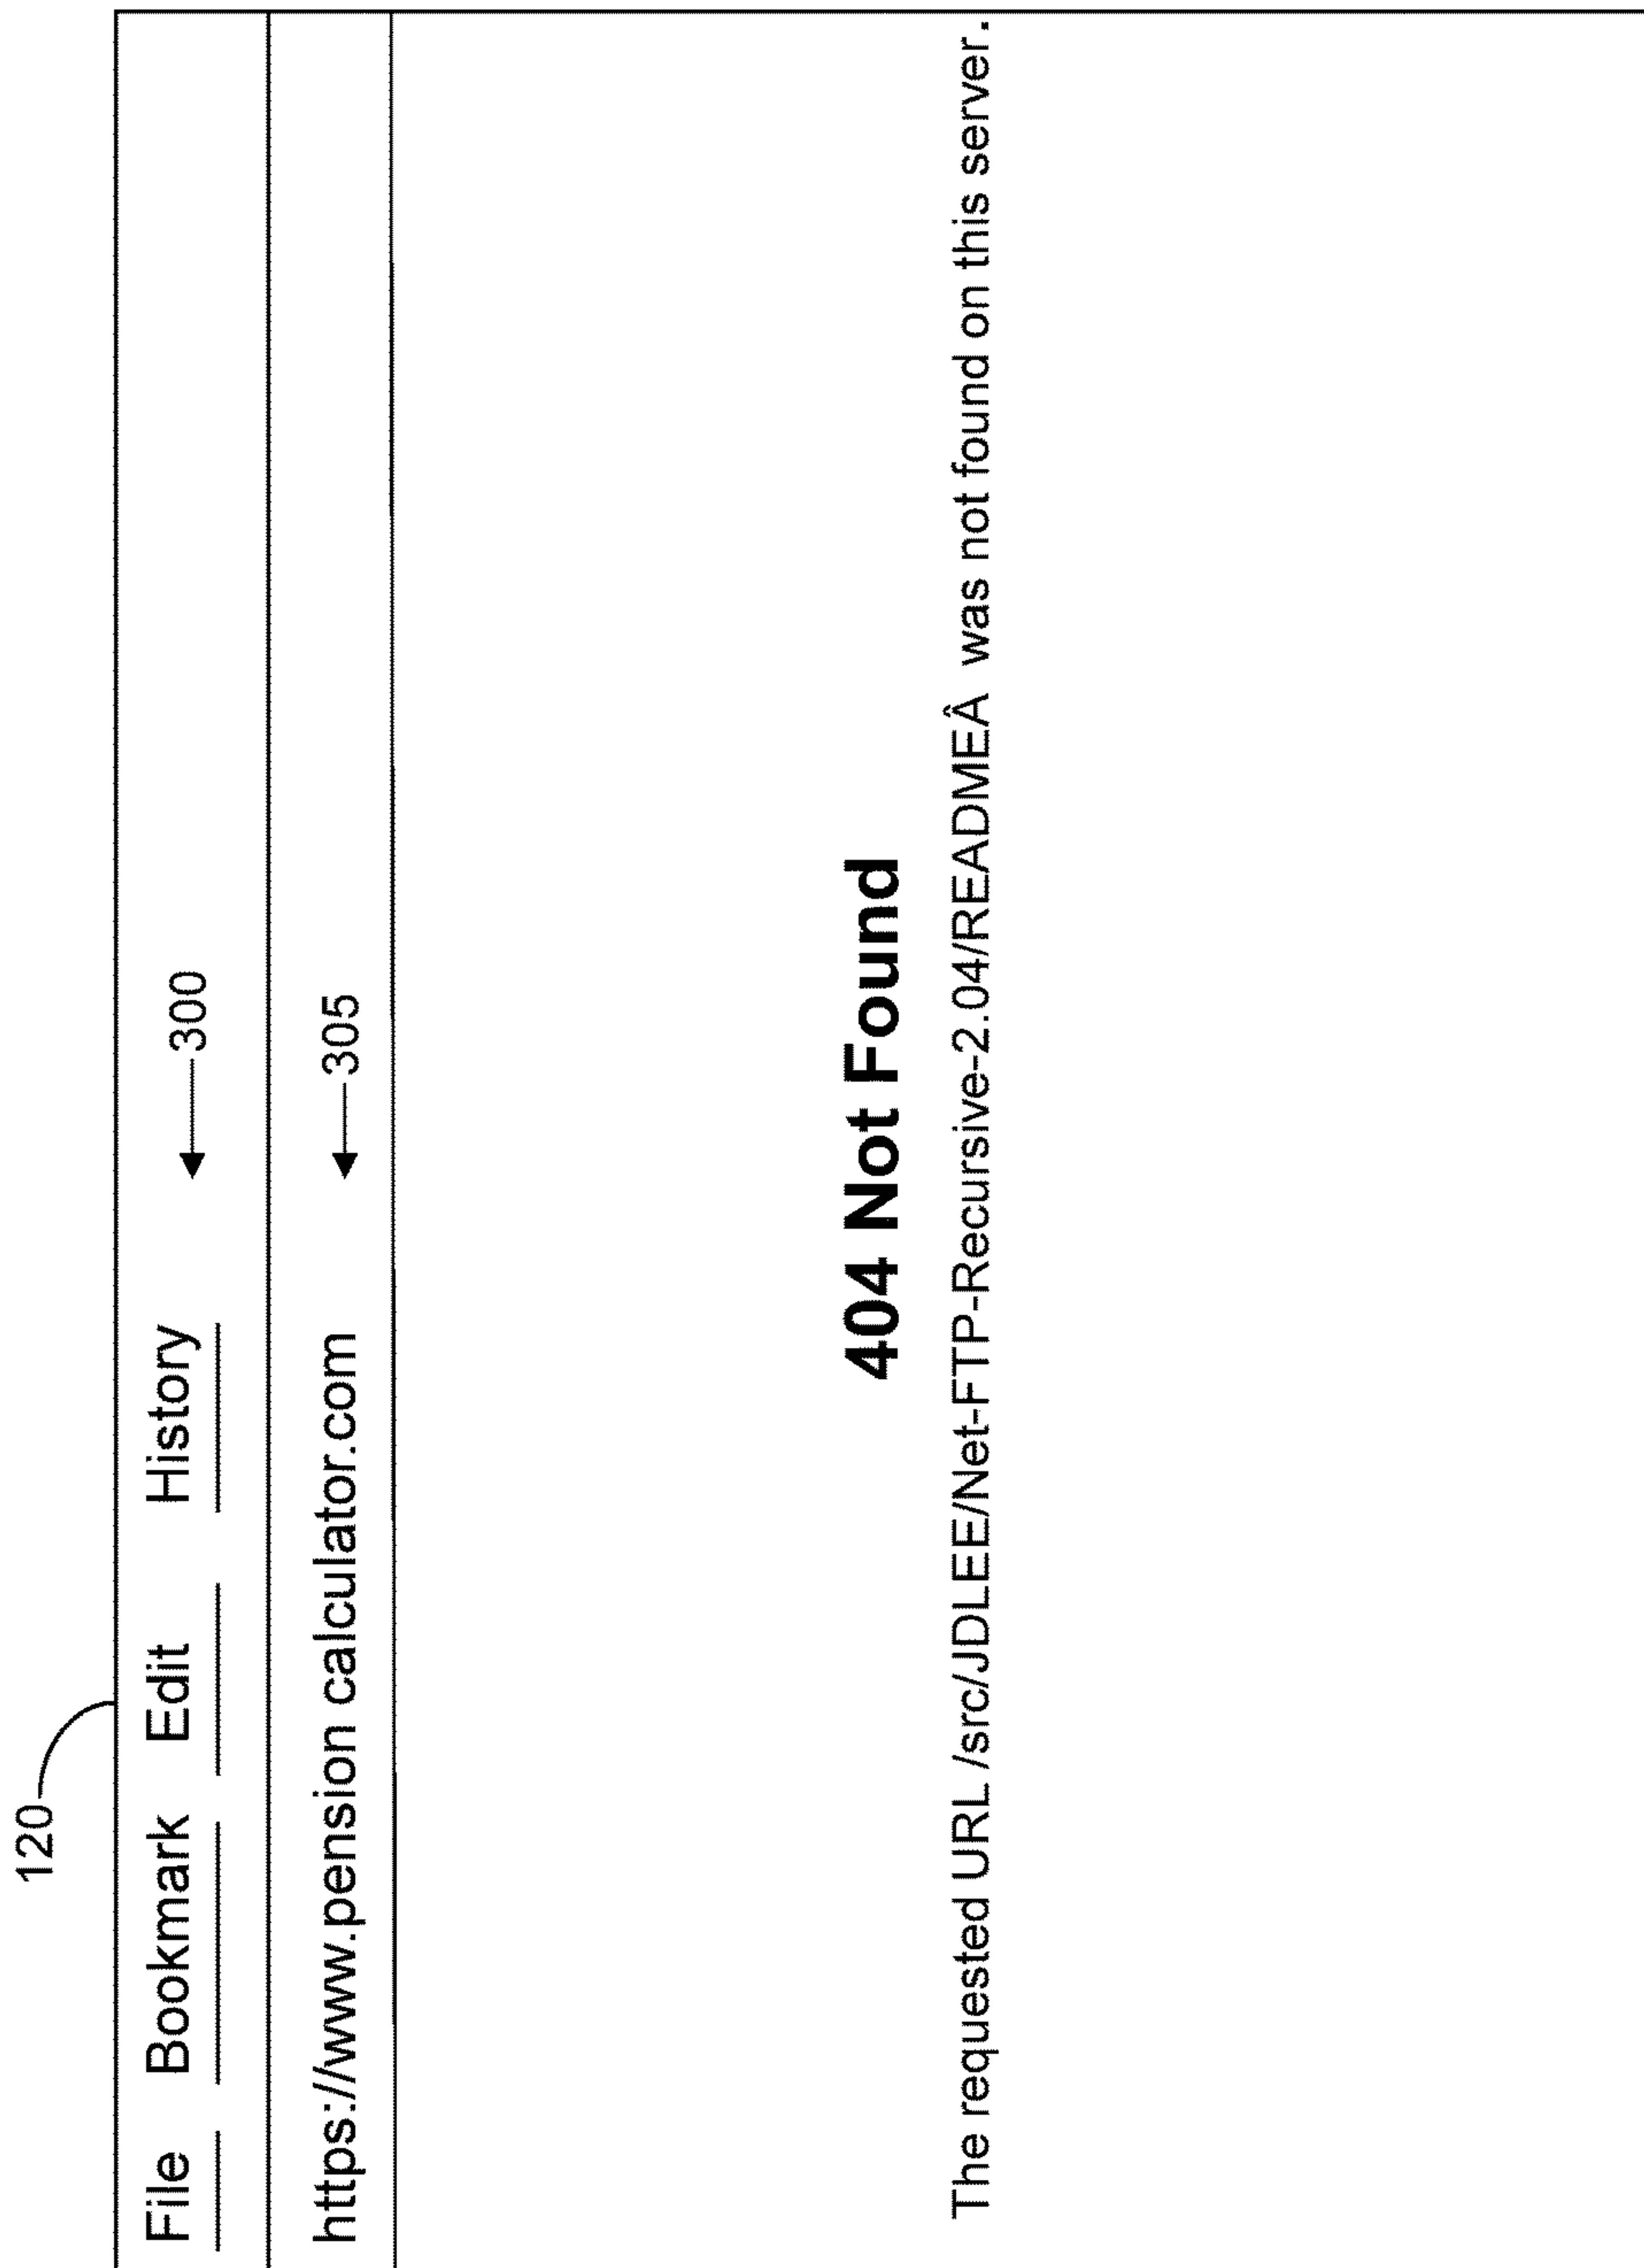 120
File Bookmark Edit History 300
https://www.pension calculator.com 305
404 Not Found
The requested URL /src/JDLEE/Net-FTP-Recursive-2.04/READMEÂ was not found on this server.